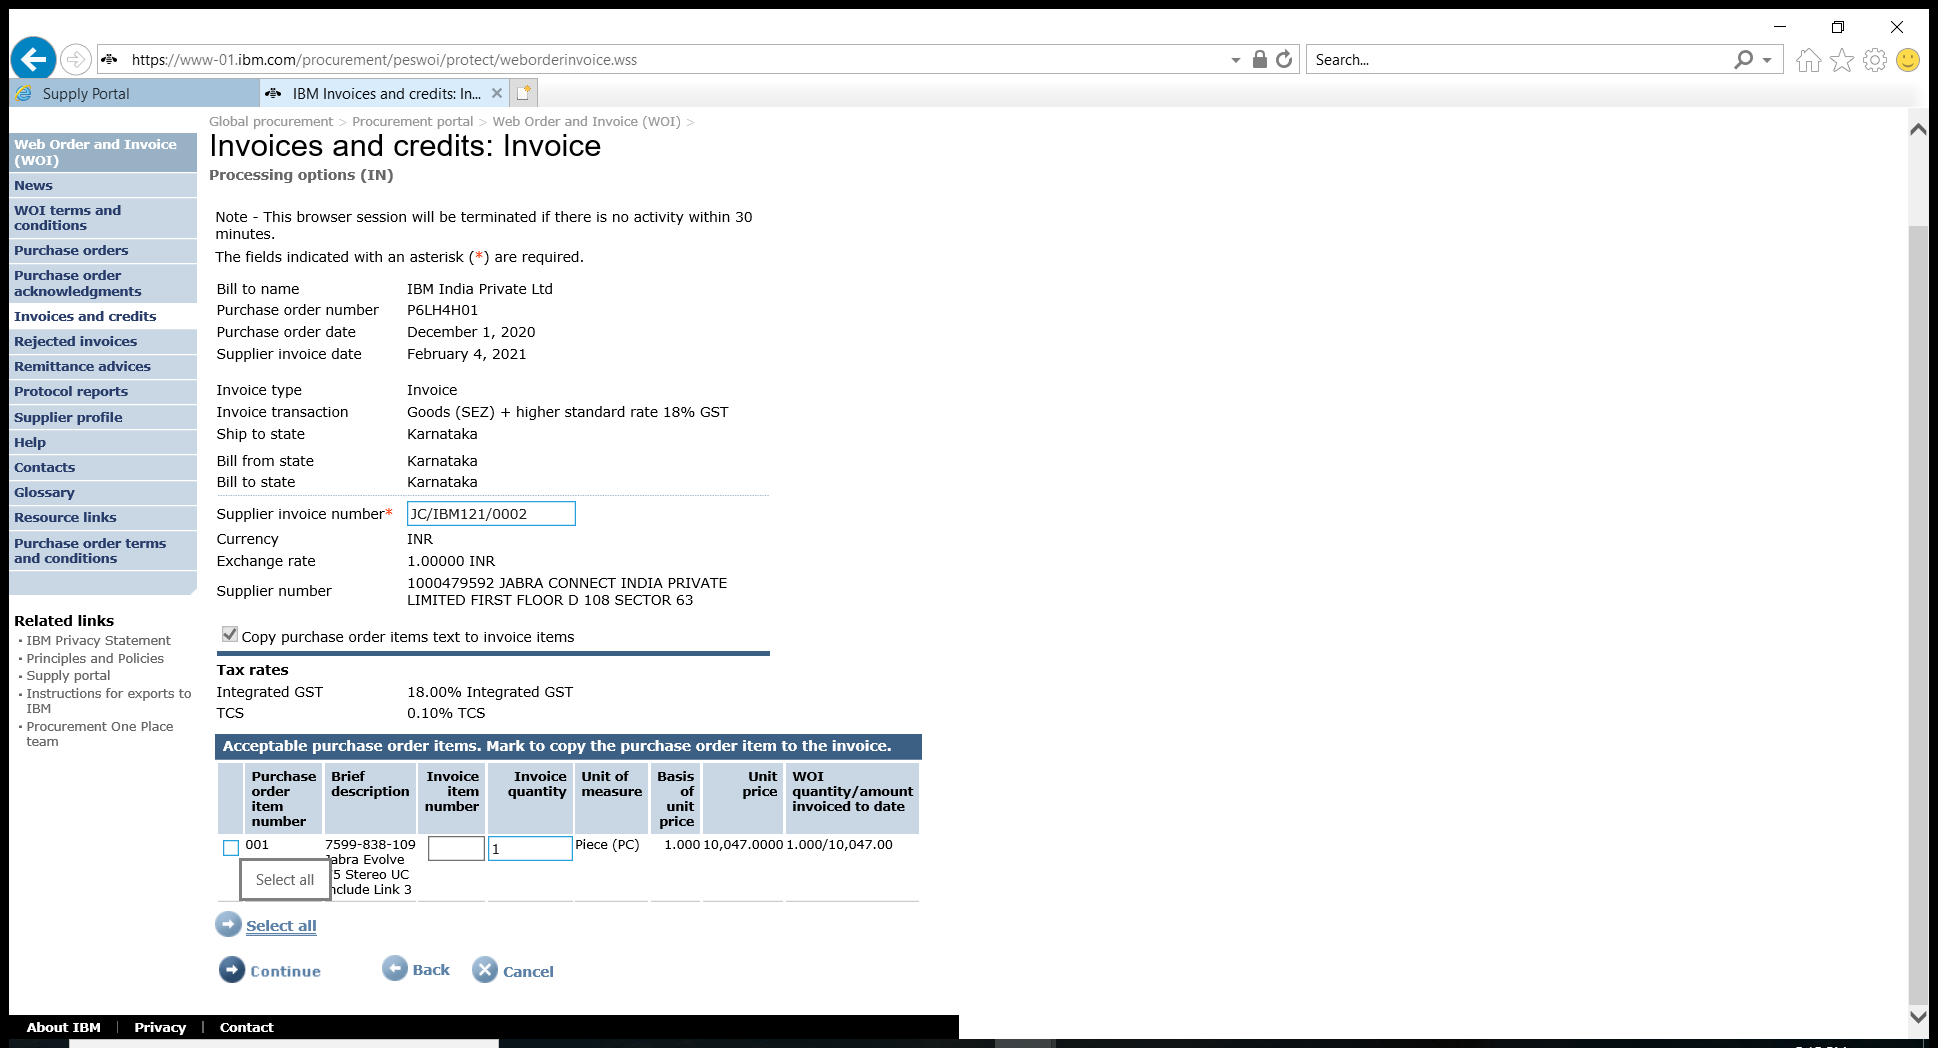 https://www-01.ibm.com/procurement/peswoi/protect/weborderinvoice.wss
Search...
Supply Portal
IBM Invoices and credits: In...
Global procurement > Procurement portal > Web Order and Invoice (WOI) >
Invoices and credits: Invoice
Processing options (IN)
Web Order and Invoice
(WOI)
News
WOI terms and
conditions
Purchase orders
Purchase order
acknowledgments
Invoices and credits
Rejected invoices
Remittance advices
Protocol reports
Supplier profile
Help
Contacts
Glossary
Resource links
Purchase order terms
and conditions
Related links
IBM Privacy Statement
Principles and Policies
Supply portal
Instructions for exports to
IBM
Procurement One Place
team
Note - This browser session will be terminated if there is no activity within 30
minutes.
The fields indicated with an asterisk (*) are required.
Bill to name IBM India Private Ltd
Purchase order number P6LH4H01
Purchase order date December 1, 2020
Supplier invoice date February 4, 2021
Invoice type Invoice
Invoice transaction Goods (SEZ) + higher standard rate 18% GST
Ship to state Karnataka
Bill from state Karnataka
Bill to state Karnataka
Supplier invoice number* JC/IBM121/0002
Currency INR
Exchange rate 1.00000 INR
Supplier number 1000479592 JABRA CONNECT INDIA PRIVATE
LIMITED FIRST FLOOR D 108 SECTOR 63
Copy purchase order items text to invoice items
Tax rates
Integrated GST 18.00% Integrated GST
TCS 0.10% TCS
Acceptable purchase order items. Mark to copy the purchase order item to the invoice.
Purchase order item number Brief description Invoice item number Invoice quantity Unit of measure Basis of unit price Unit price WOI quantity/amount invoiced to date
001 7599-838-109 1 Piece (PC) 1.000 10,047.0000 1.000/10,047.00
Jabra Evolve
75 Stereo UC
include Link 3
Select all
Select all
Continue Back Cancel
About IBM | Privacy | Contact